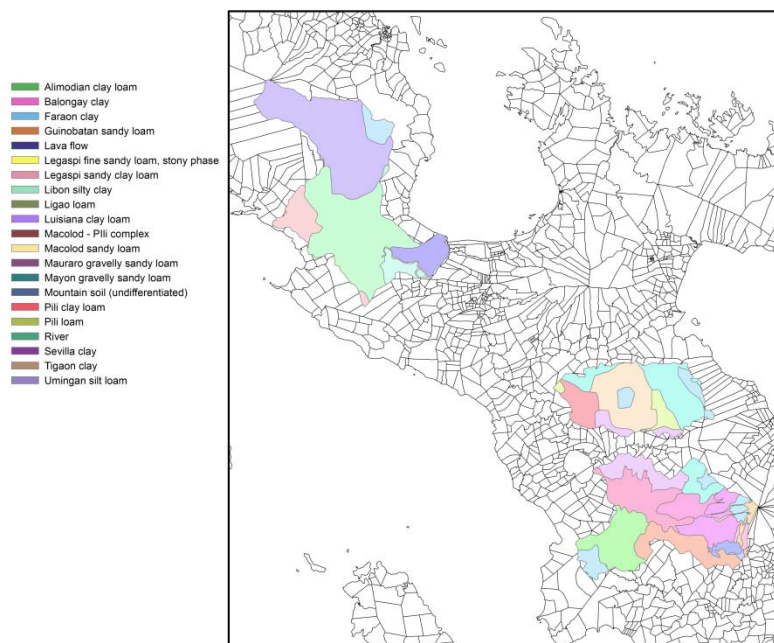 Alimodian clay loam
Balongay clay
Faraon clay
Guinobatan sandy loam
Lava flow
Legaspi fine sandy loam, stony phase
Legaspi sandy clay loam
Libon silty clay
Ligao loam
Luisiana clay loam
Macolod - PIli complex
Macolod sandy loam
Mauraro gravelly sandy loam
Mayon gravelly sandy loam
Mountain soil (undifferentiated)
Pili clay loam
Pili loam
River
Sevilla clay
Tigaon clay
Umingan silt loam